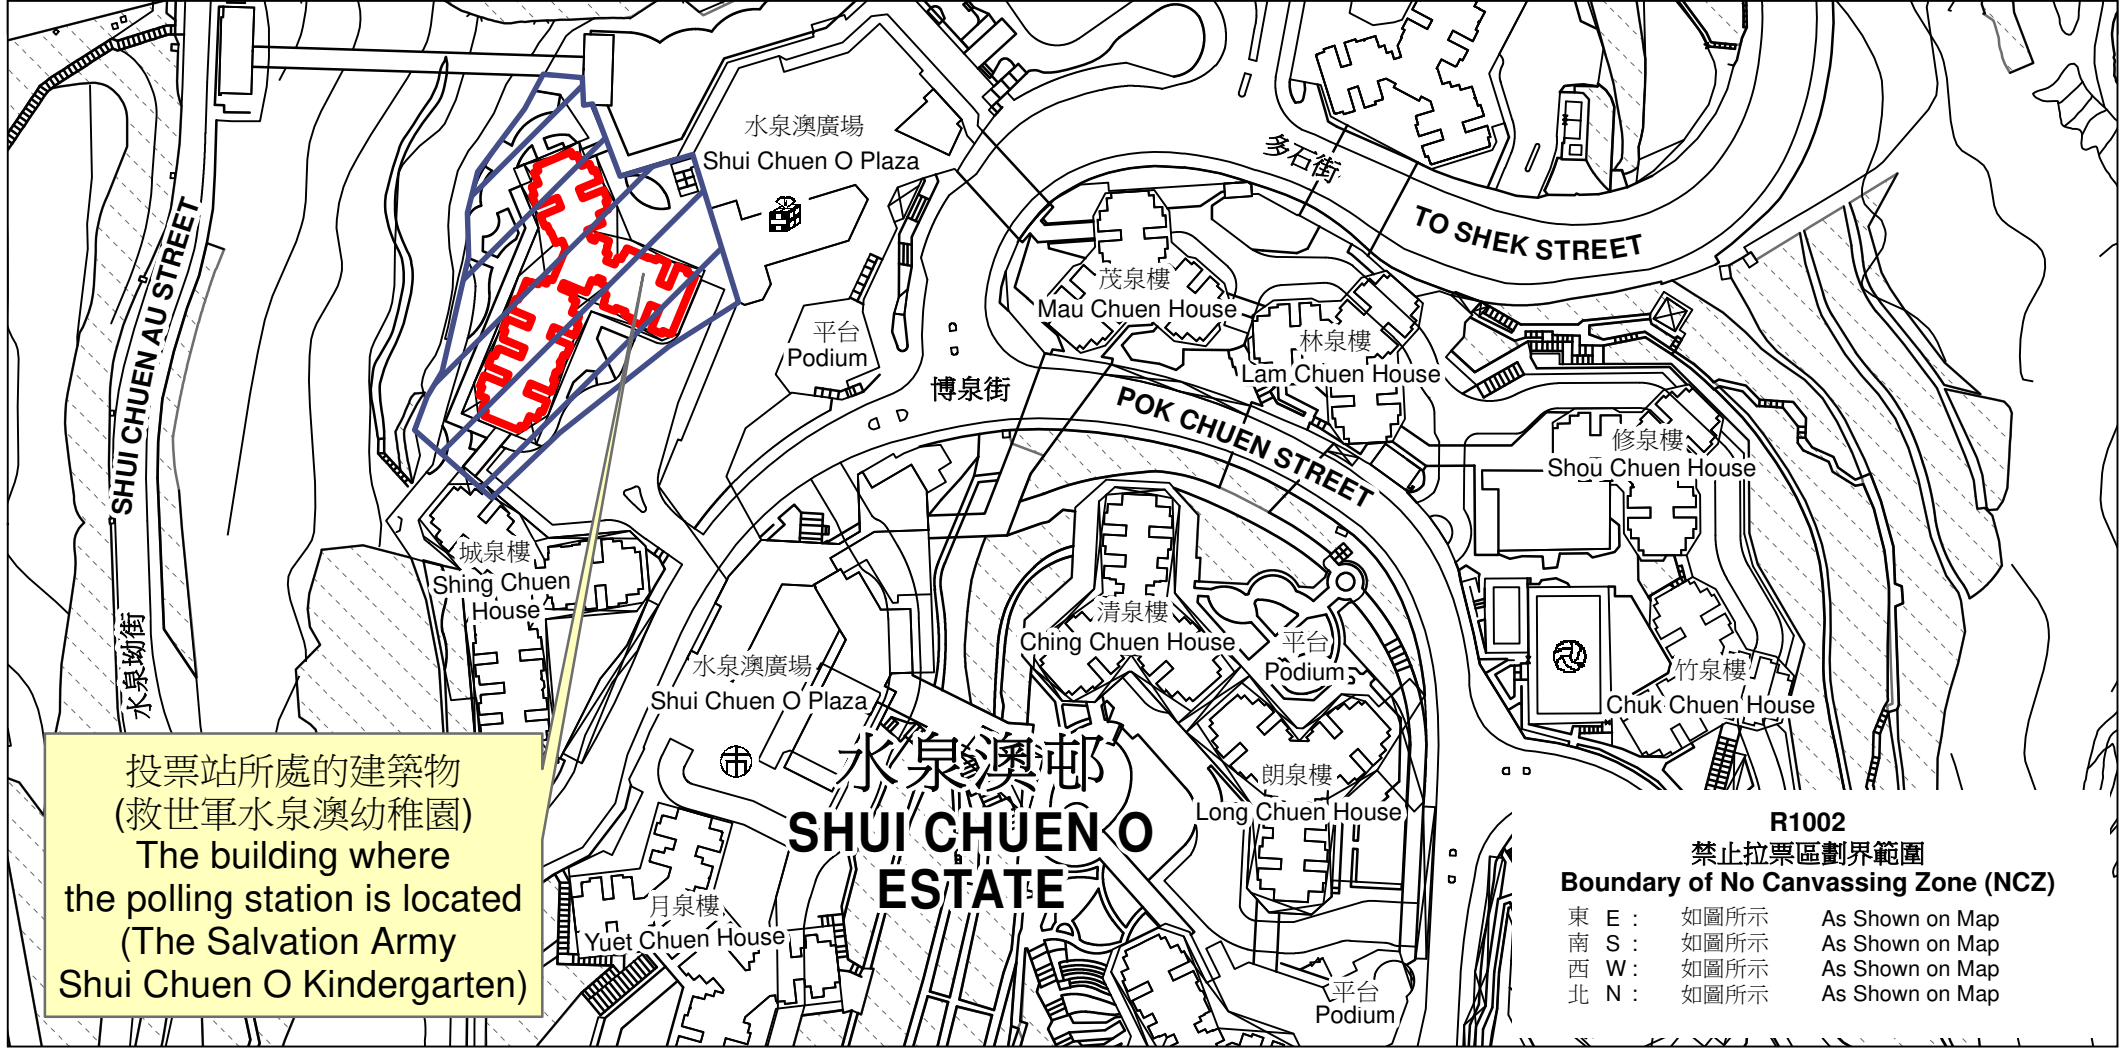 水泉澳廣場
Shui Chuen O Plaza
多石街
TO SHEK STREET
茂泉樓
Mau Chuen House
平台
Podium
林泉樓
Lam Chuen House
博泉街
POK CHUEN STREET
修泉樓
Shou Chuen House
SHUI CHUEN AU STREET
水泉坳街
城泉樓
Shing Chuen
House
清泉樓
Ching Chuen House
平台
Podium
水泉澳廣場
Shui Chuen O Plaza
竹泉樓
Chuk Chuen House
市
水泉澳邨
SHUI CHUEN O
ESTATE
朗泉樓
Long Chuen House
月泉樓
Yuet Chuen House
平台
Podium
投票站所處的建築物
(救世軍水泉澳幼稚園)
The building where
the polling station is located
(The Salvation Army
Shui Chuen O Kindergarten)
R1002
禁止拉票區劃界範圍
Boundary of No Canvassing Zone (NCZ)
東 E : 如圖所示 As Shown on Map
南 S : 如圖所示 As Shown on Map
西 W : 如圖所示 As Shown on Map
北 N : 如圖所示 As Shown on Map